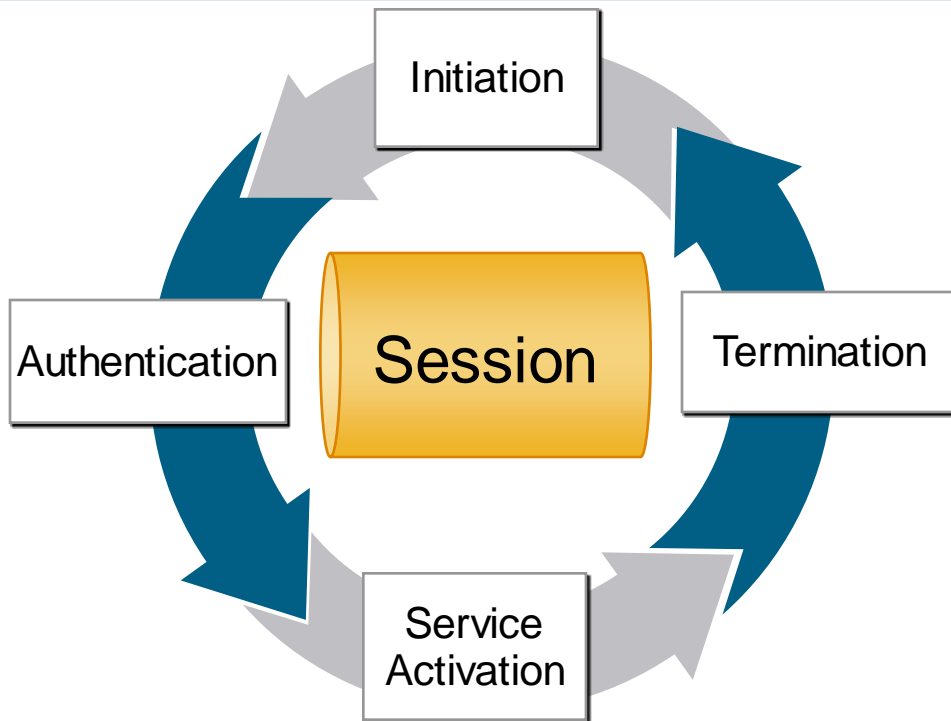 Initiation
Authentication
Session
Termination
Service
Activation